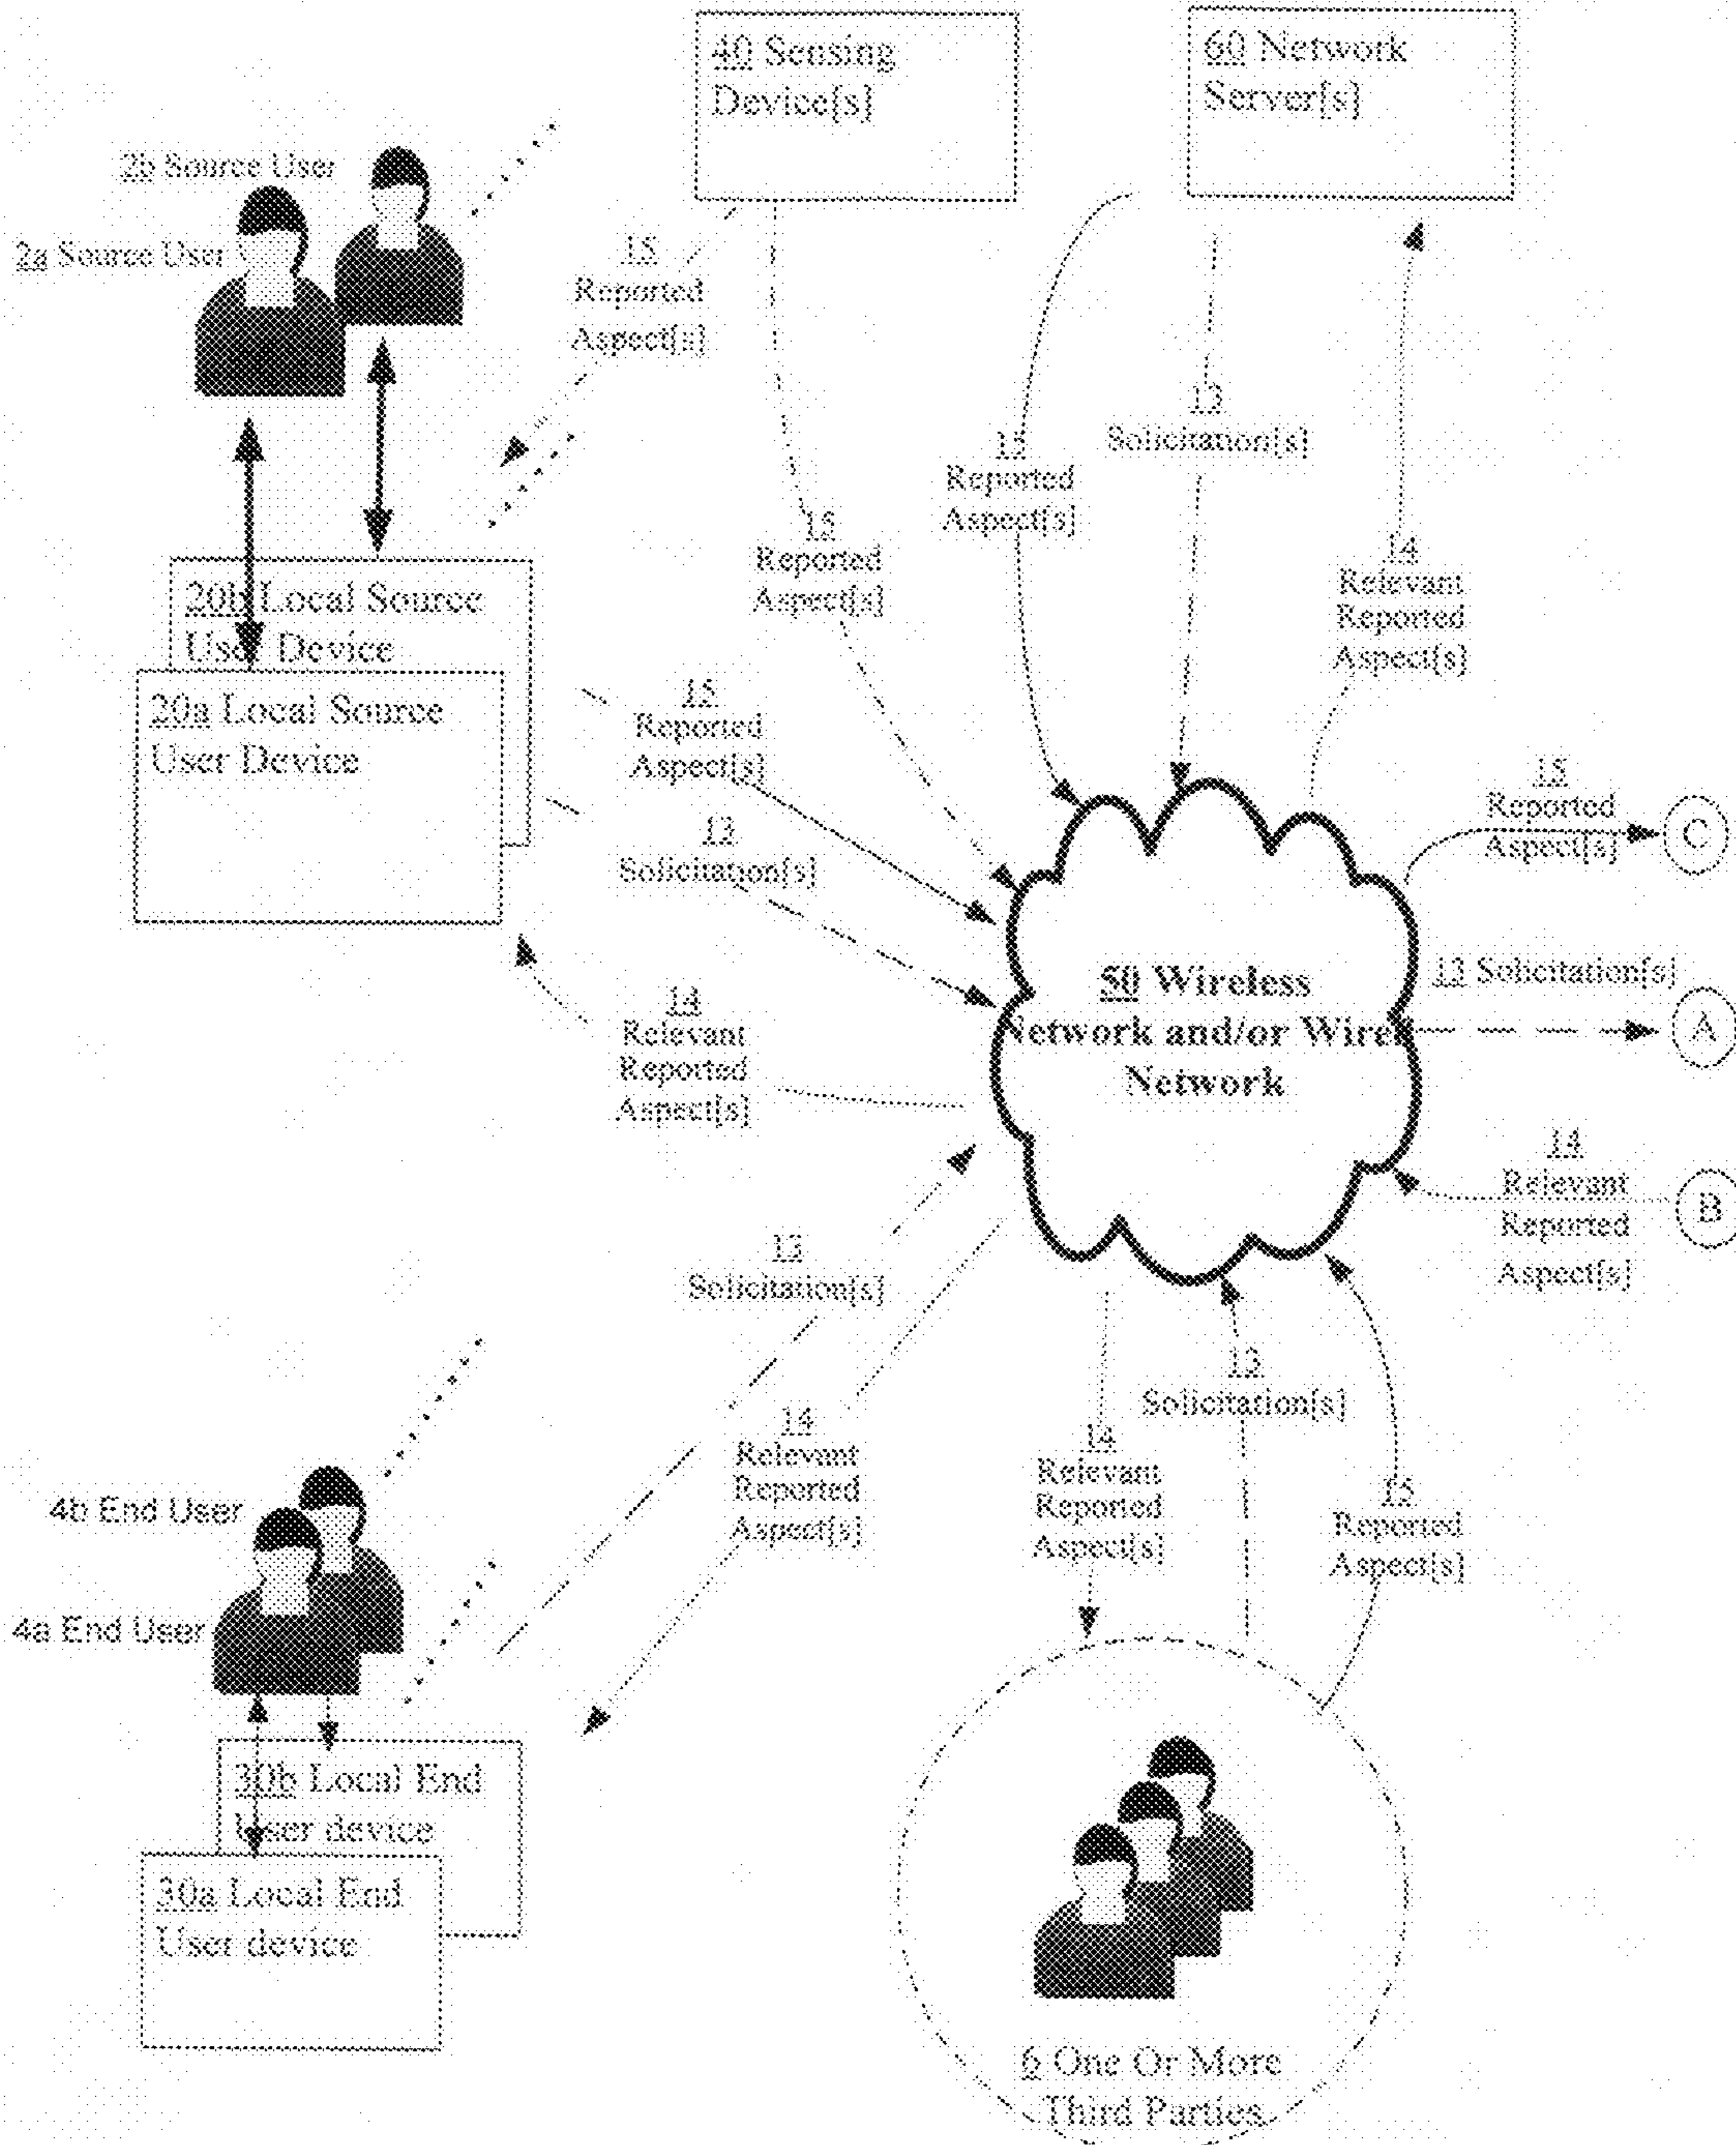 40 Sensing
Device[s]
60 Network
Server[s]
2b Source User
2a Source User
15
Reported
Aspect[s]
13
Solicitation[s]
15
Reported
Aspect[s]
15
Reported
Aspect[s]
14
Relevant
Reported
Aspect[s]
20b Local Source
User Device
20a Local Source
User Device
15
Reported
Aspect[s]
13
Solicitation[s]
15
Reported
Aspect[s]
C
50 Wireless
Network and/or Wired
Network
13 Solicitation[s]
A
14
Relevant
Reported
Aspect[s]
14
Relevant
Reported
Aspect[s]
B
13
Solicitation[s]
13
Solicitation[s]
14
Relevant
Reported
Aspect[s]
14
Relevant
Reported
Aspect[s]
15
Reported
Aspect[s]
4b End User
4a End User
30b Local End
User device
30a Local End
User device
6 One Or More
Third Parties